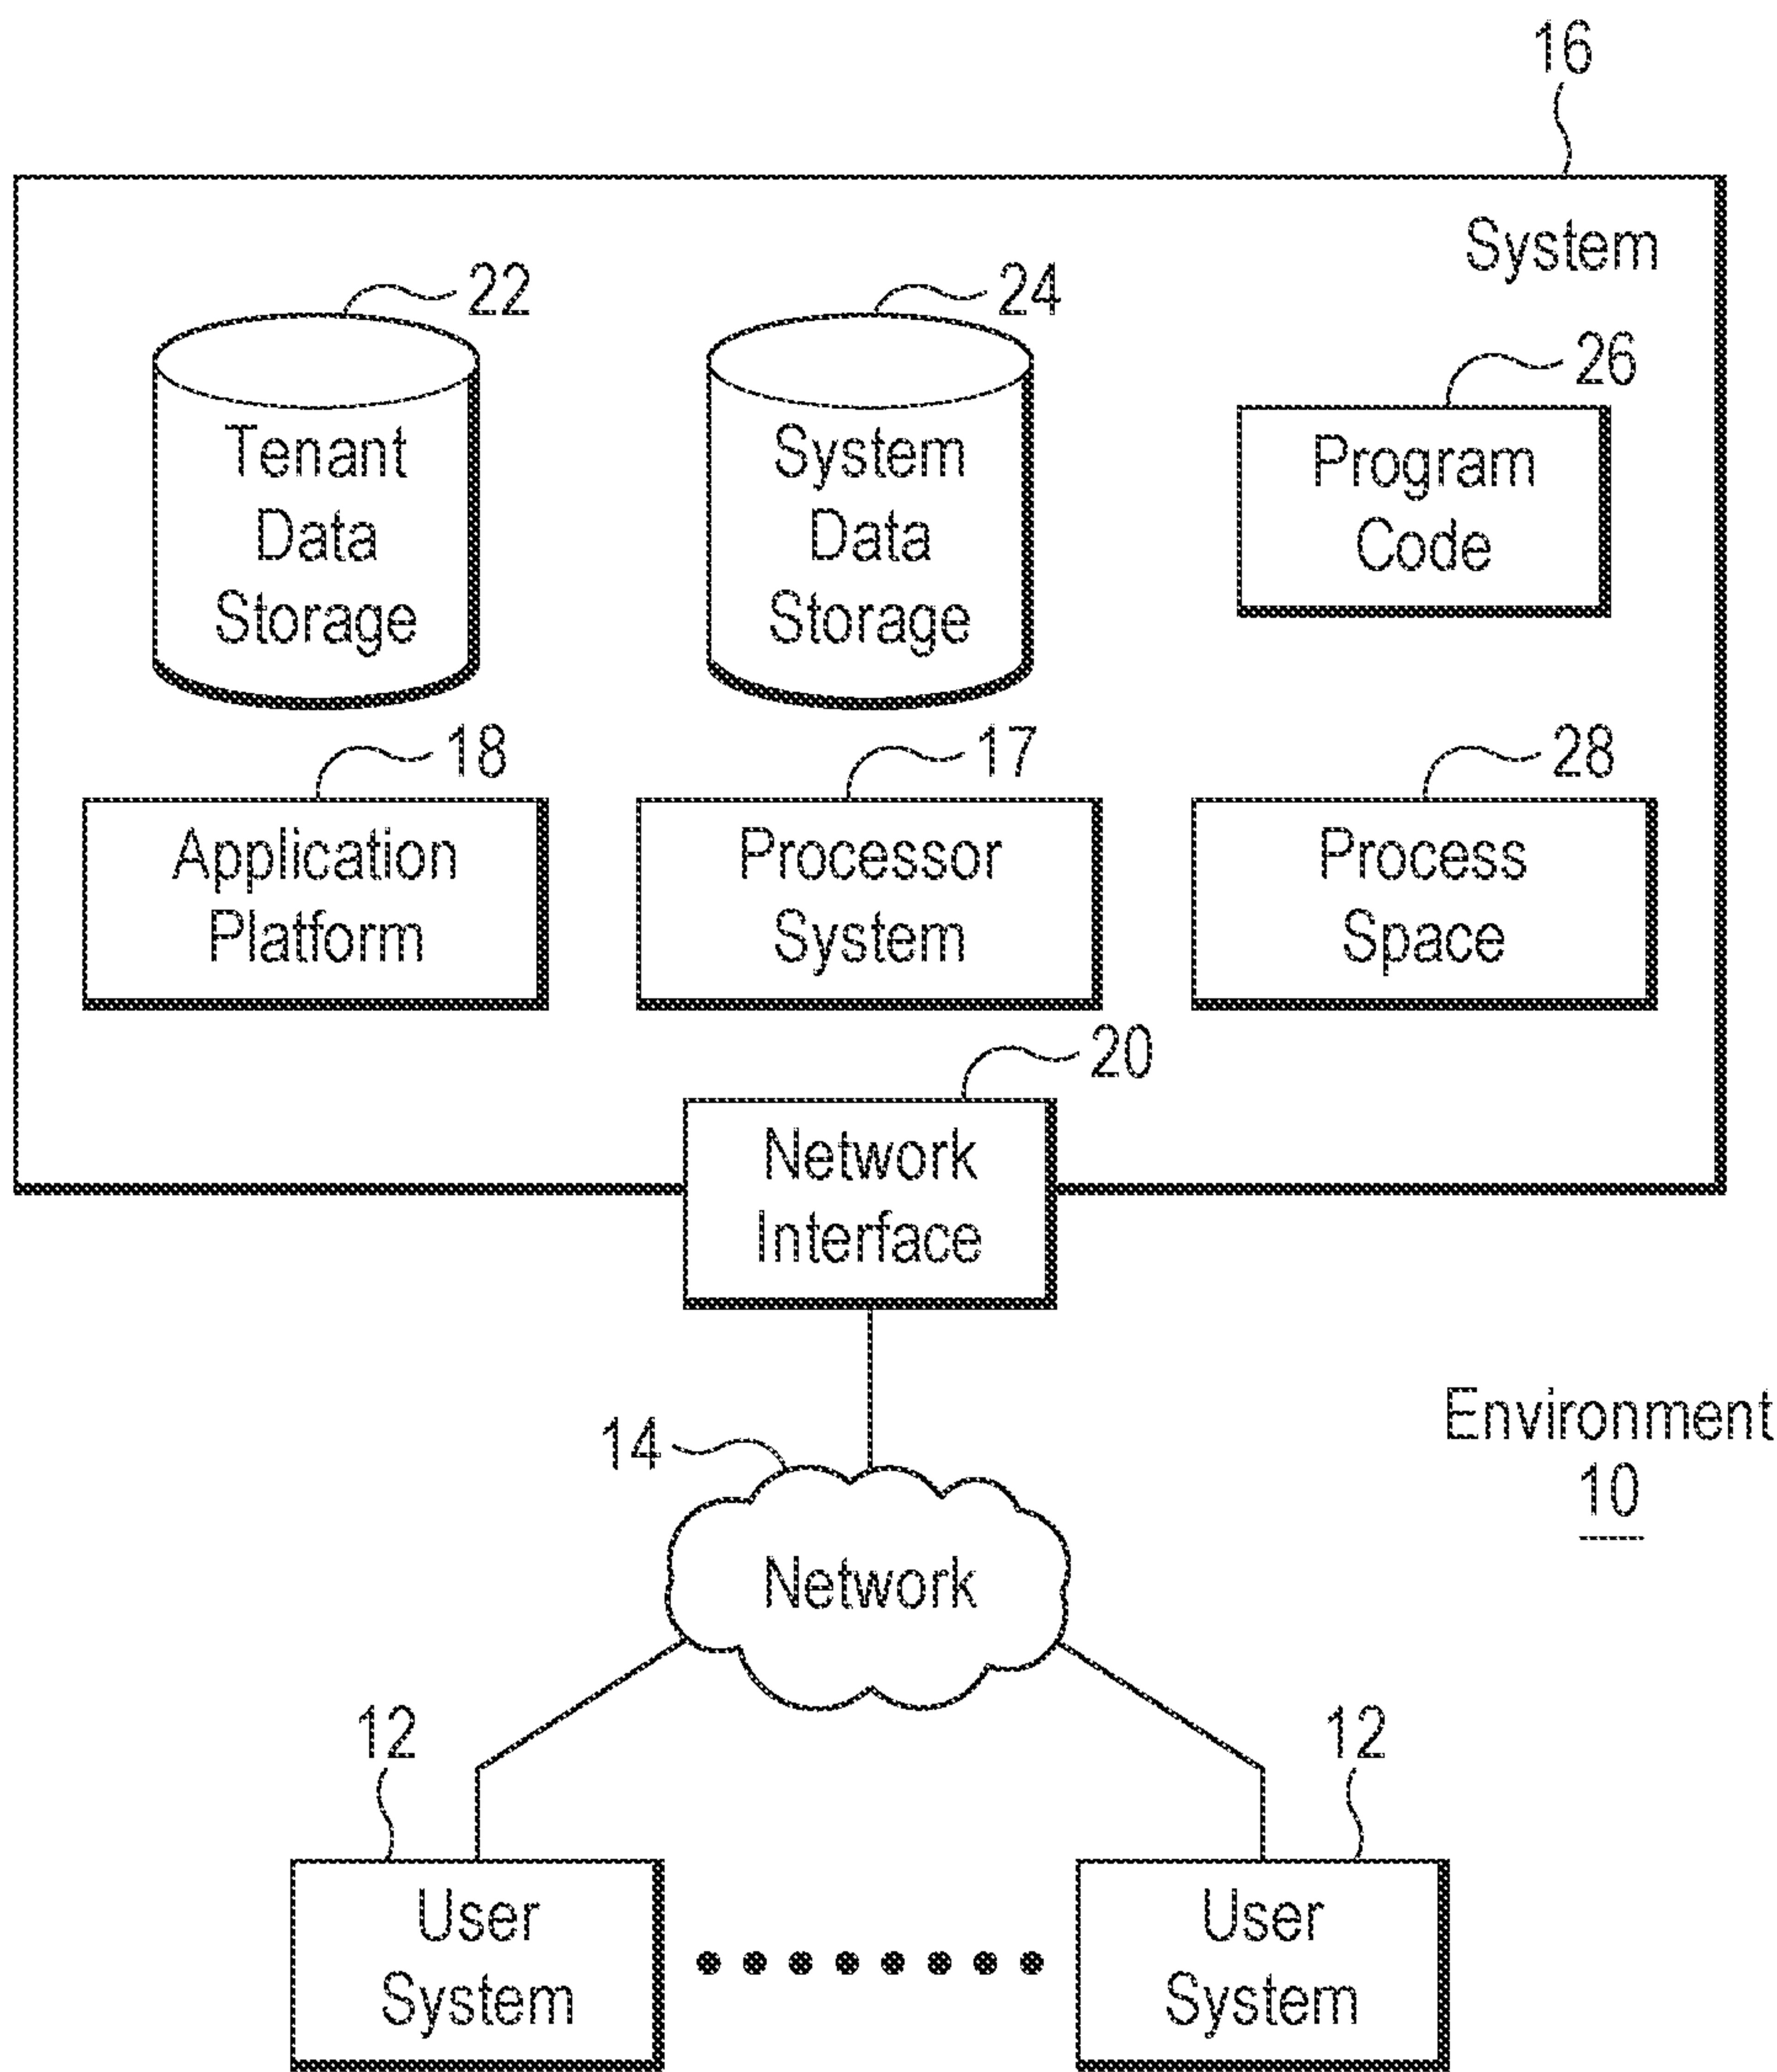 16
System
22
24
26
Tenant
Data
Storage
System
Data
Storage
Program
Code
18
17
28
Application
Platform
Processor
System
Process
Space
20
Network
Interface
Environment
10
14
Network
12
12
User
System
User
System